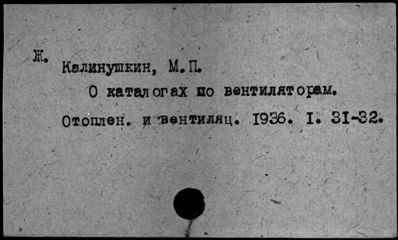 Ж.
Калинушкин, М.П.
О каталогах по вентиляторам.
Отоплен. и вентиляц. 1936. I. 31-32.